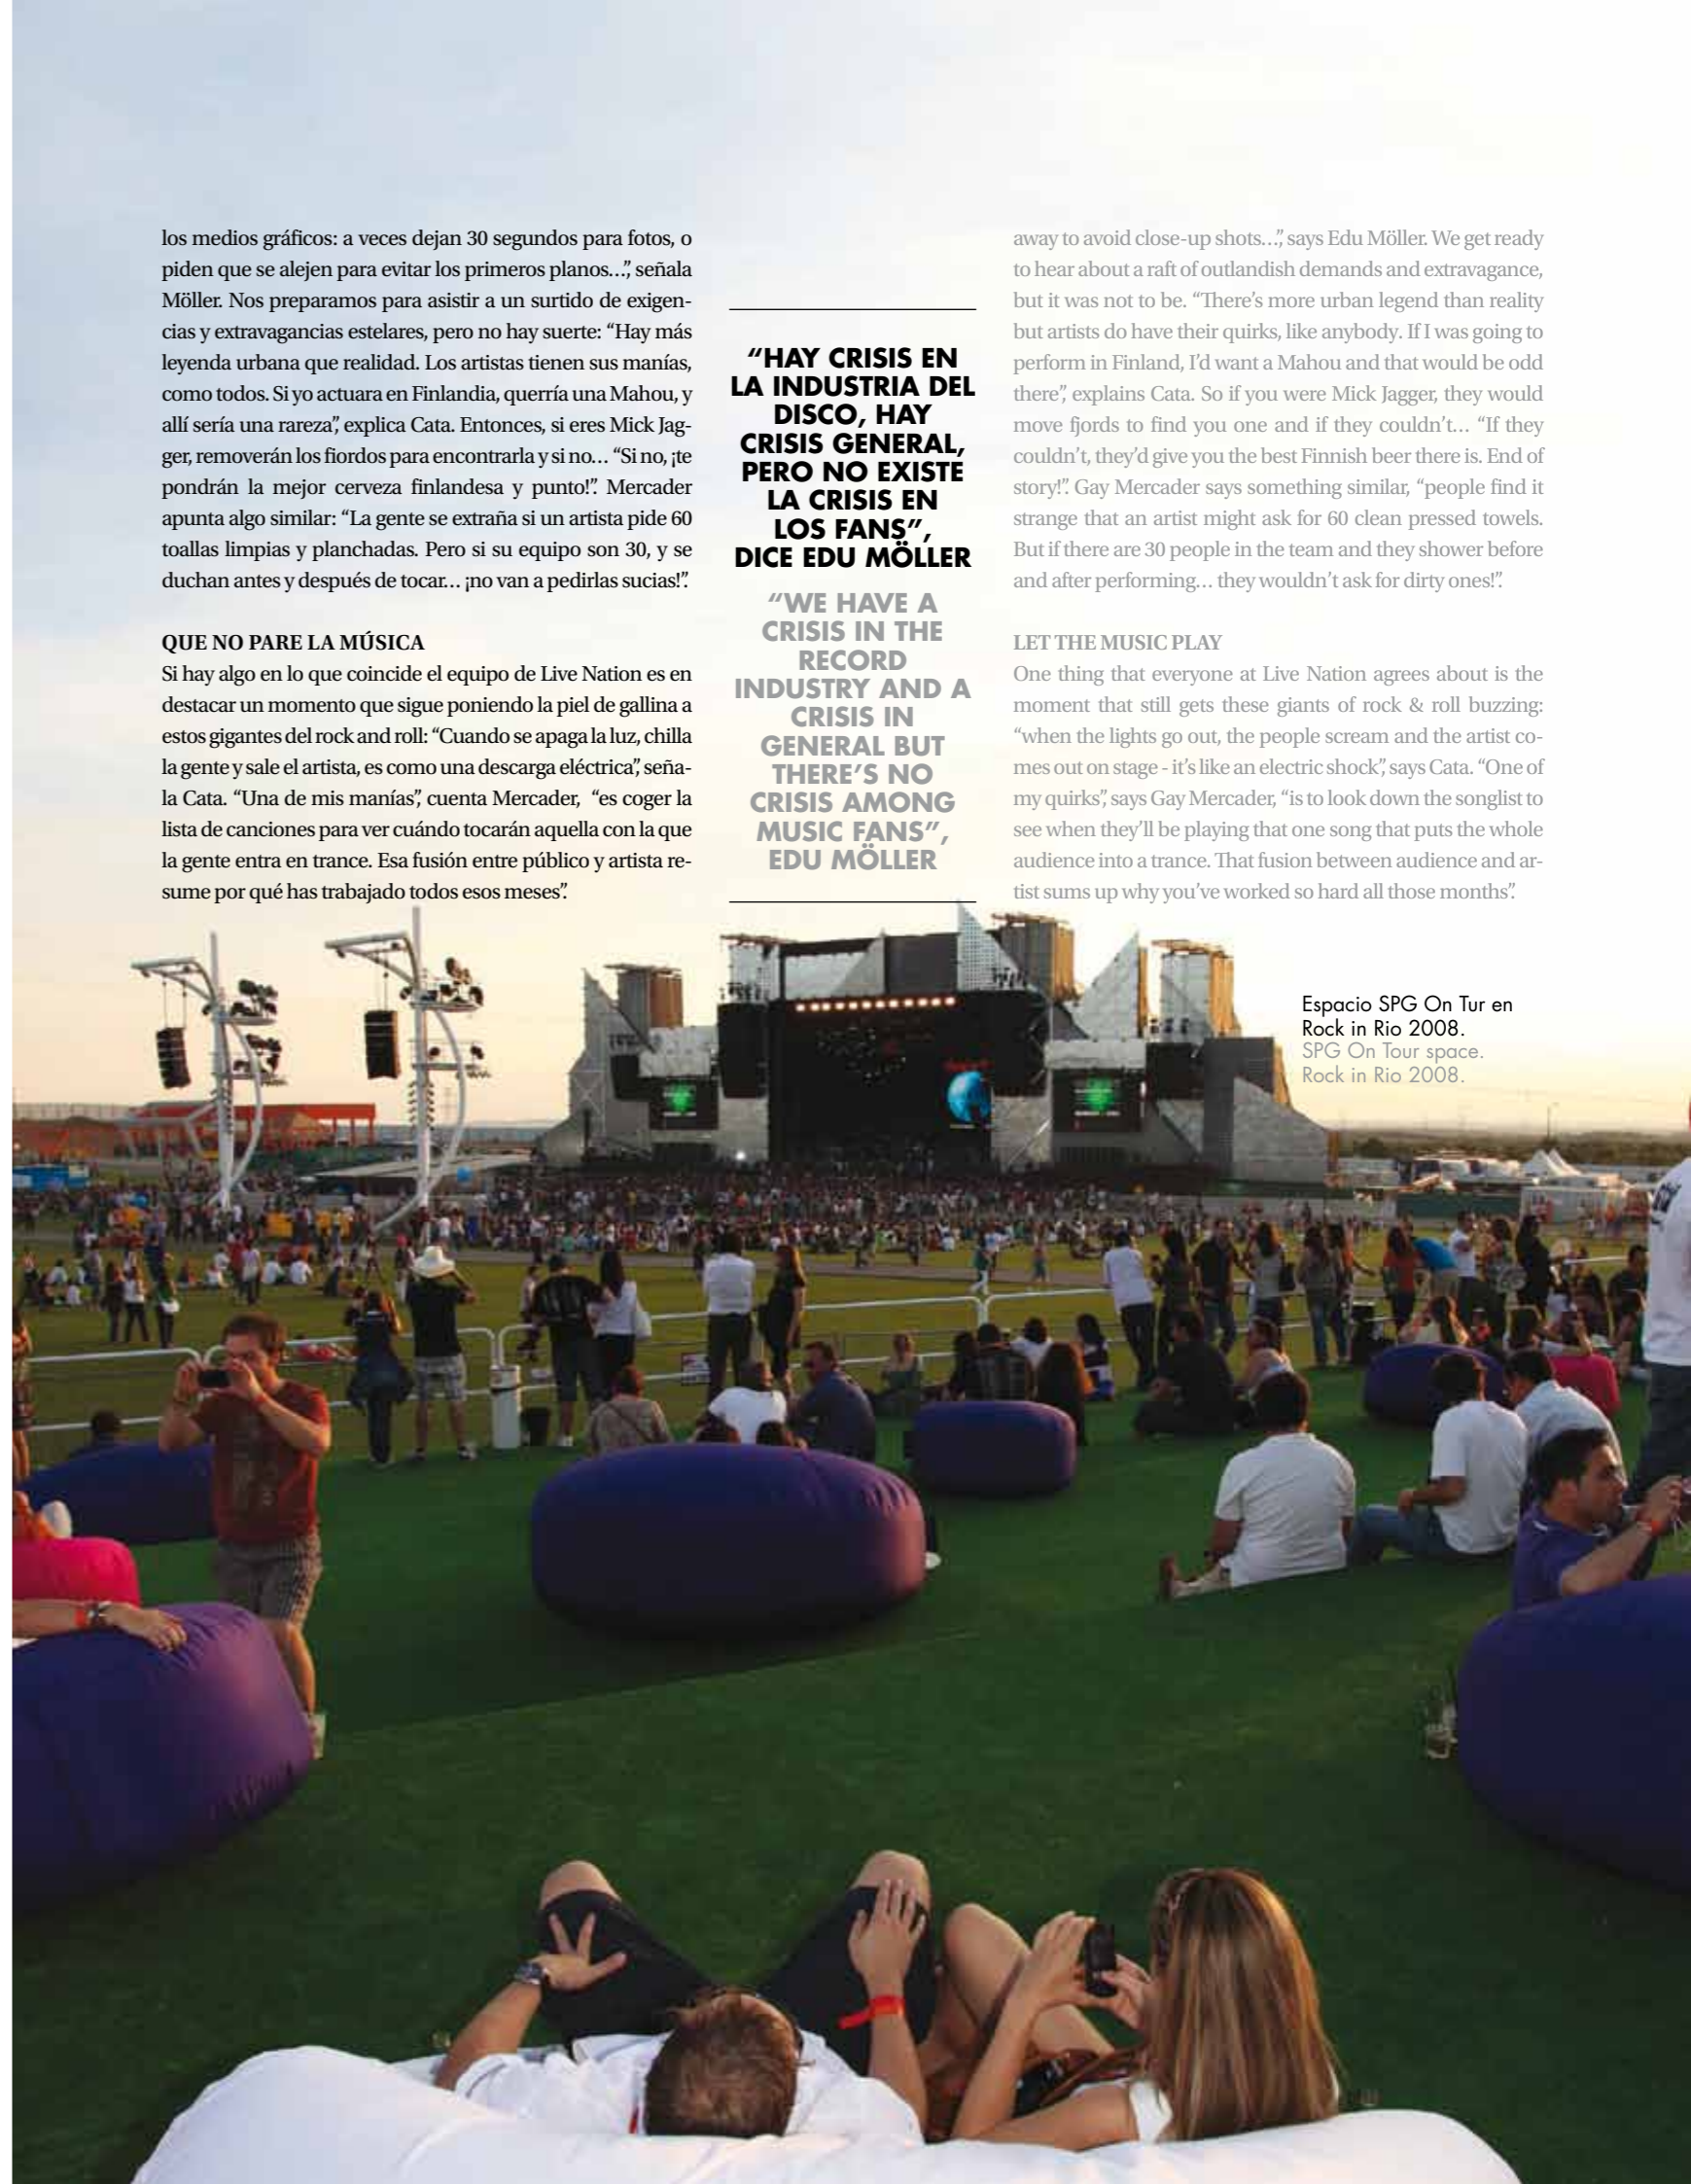 los medios gráficos: a veces dejan 30 segundos para fotos, o
piden que se alejen para evitar los primeros planos…”, señala
Möller. Nos preparamos para asistir a un surtido de exigen-
cias y extravagancias estelares, pero no hay suerte: “Hay más
leyenda urbana que realidad. Los artistas tienen sus manías,
como todos. Si yo actuara en Finlandia, querría una Mahou, y
allí sería una rareza”, explica Cata. Entonces, si eres Mick Jag-
ger, removerán los fiordos para encontrarla y si no… “Si no, ¡te
pondrán la mejor cerveza finlandesa y punto!”. Mercader
apunta algo similar: “La gente se extraña si un artista pide 60
toallas limpias y planchadas. Pero si su equipo son 30, y se
duchan antes y después de tocar… ¡no van a pedirlas sucias!”.
QUE NO PARE LA MÚSICA
Si hay algo en lo que coincide el equipo de Live Nation es en
destacar un momento que sigue poniendo la piel de gallina a
estos gigantes del rock and roll: “Cuando se apaga la luz, chilla
la gente y sale el artista, es como una descarga eléctrica”, seña-
la Cata. “Una de mis manías”, cuenta Mercader, “es coger la
lista de canciones para ver cuándo tocarán aquella con la que
la gente entra en trance. Esa fusión entre público y artista re-
sume por qué has trabajado todos esos meses”.
“HAY CRISIS EN
LA INDUSTRIA DEL
DISCO, HAY
CRISIS GENERAL,
PERO NO EXISTE
LA CRISIS EN
LOS FANS”,
DICE EDU MÖLLER
“WE HAVE A
CRISIS IN THE
RECORD
INDUSTRY AND A
CRISIS IN
GENERAL BUT
THERE’S NO
CRISIS AMONG
MUSIC FANS”,
EDU MÖLLER
away to avoid close-up shots…”, says Edu Möller. We get ready
to hear about a raft of outlandish demands and extravagance,
but it was not to be. “There’s more urban legend than reality
but artists do have their quirks, like anybody. If I was going to
perform in Finland, I’d want a Mahou and that would be odd
there”, explains Cata. So if you were Mick Jagger, they would
move fjords to find you one and if they couldn’t… “If they
couldn’t, they’d give you the best Finnish beer there is. End of
story!”. Gay Mercader says something similar, “people find it
strange that an artist might ask for 60 clean pressed towels.
But if there are 30 people in the team and they shower before
and after performing… they wouldn’t ask for dirty ones!”.
LET THE MUSIC PLAY
One thing that everyone at Live Nation agrees about is the
moment that still gets these giants of rock & roll buzzing:
“when the lights go out, the people scream and the artist co-
mes out on stage - it’s like an electric shock”, says Cata. “One of
my quirks”, says Gay Mercader, “is to look down the songlist to
see when they’ll be playing that one song that puts the whole
audience into a trance. That fusion between audience and ar-
tist sums up why you’ve worked so hard all those months”.
Espacio SPG On Tur en
Rock in Rio 2008.
SPG On Tour space.
Rock in Rio 2008.